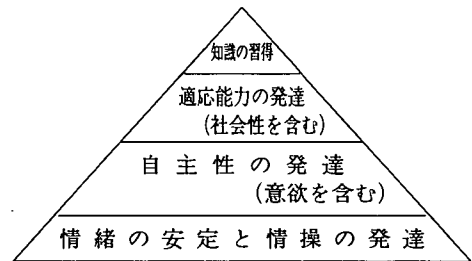 知識の習得
適応能力の発達
(社会性を含む)
自主性の発達
(意欲を含む)
情緒の安定と情操の発達